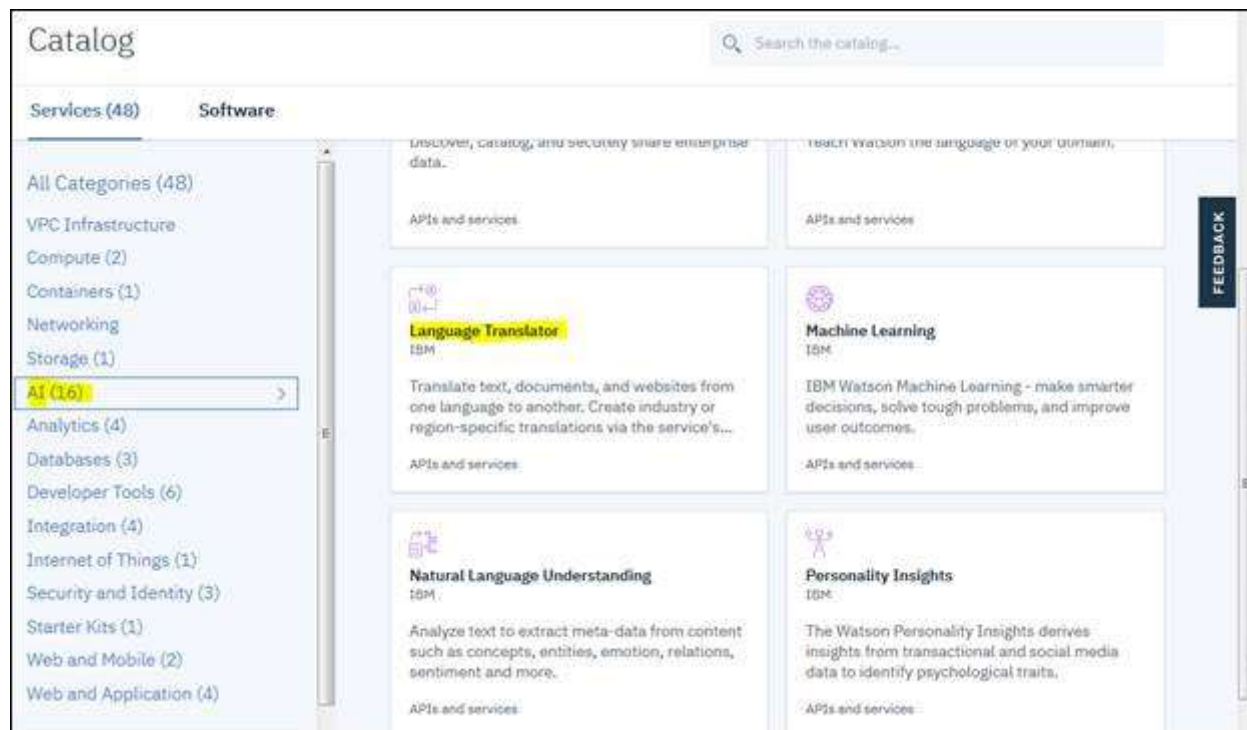 Catalog
Search the catalog...
Services (48)
Software
All Categories (48)
VPC Infrastructure
Compute (2)
Containers (1)
Networking
Storage (1)
AI (16)
Analytics (4)
Databases (3)
Developer Tools (6)
Integration (4)
Internet of Things (1)
Security and Identity (3)
Starter Kits (1)
Web and Mobile (2)
Web and Application (4)
Discover, catalog, and securely share enterprise
data.
APIs and services
Teach Watson the language of your domain.
APIs and services
Language Translator
IBM
Translate text, documents, and websites from
one language to another. Create industry or
region-specific translations via the service's...
APIs and services
Machine Learning
IBM
IBM Watson Machine Learning - make smarter
decisions, solve tough problems, and improve
user outcomes.
APIs and services
Natural Language Understanding
IBM
Analyze text to extract meta-data from content
such as concepts, entities, emotion, relations,
sentiment and more.
APIs and services
Personality Insights
IBM
The Watson Personality Insights derives
insights from transactional and social media
data to identify psychological traits.
APIs and services
FEEDBACK